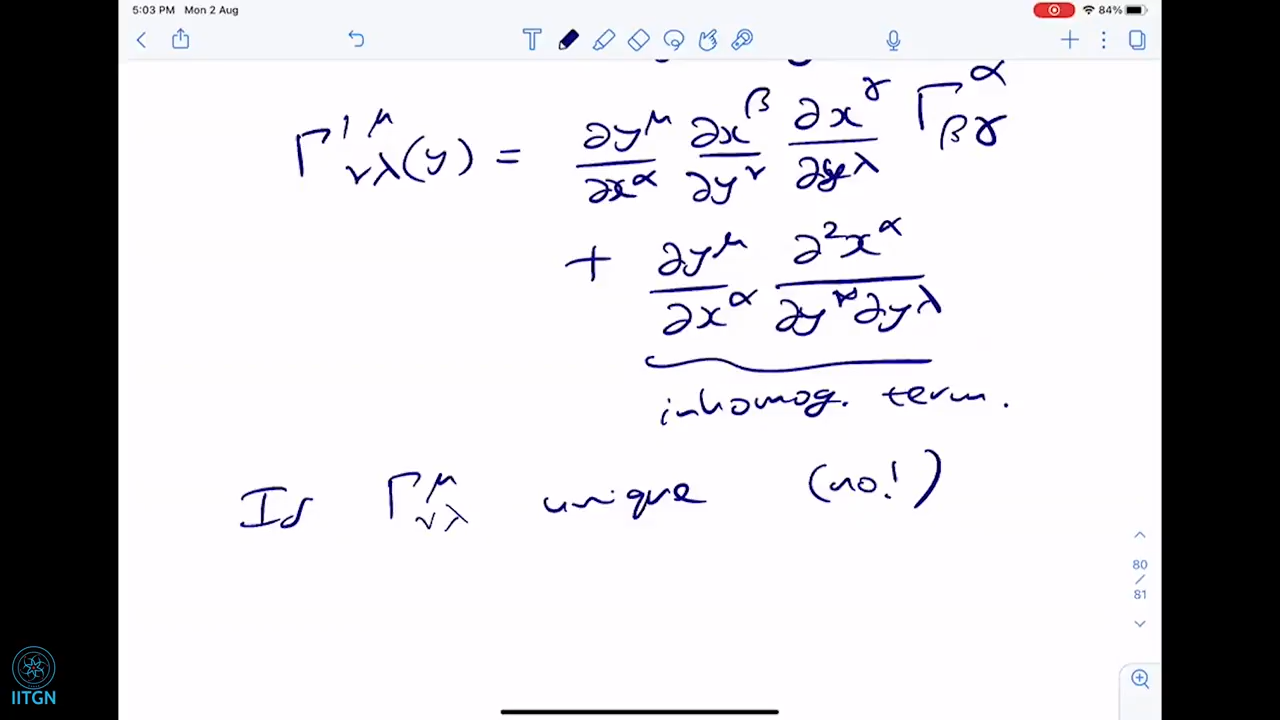 5:03 PM Mon 2 Aug
84%
Γ'^μ_νλ(y) = ∂y^μ/∂x^α ∂x^β/∂y^ν ∂x^γ/∂y^λ Γ^α_βγ
+ ∂y^μ/∂x^α ∂²x^α/∂y^ν∂y^λ
inhomog. term.
Is Γ^μ_νλ unique (no!)
80
/
81
IITGN